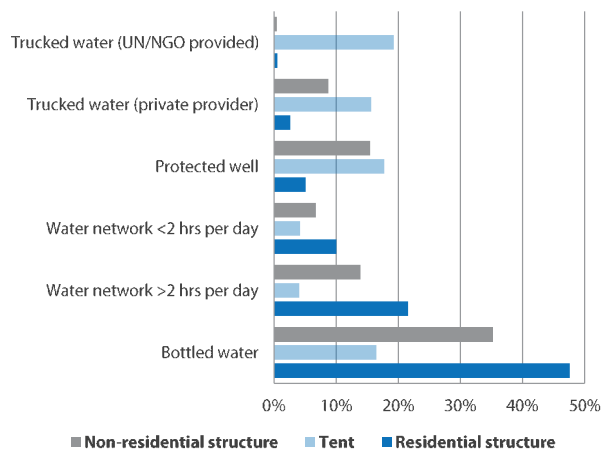 Trucked water (UN/NGO provided)
Trucked water (private provider)
Protected well
Water network <2 hrs per day
Water network >2 hrs per day
Bottled water
0% 10% 20% 30% 40% 50%
Non-residential structure Tent Residential structure